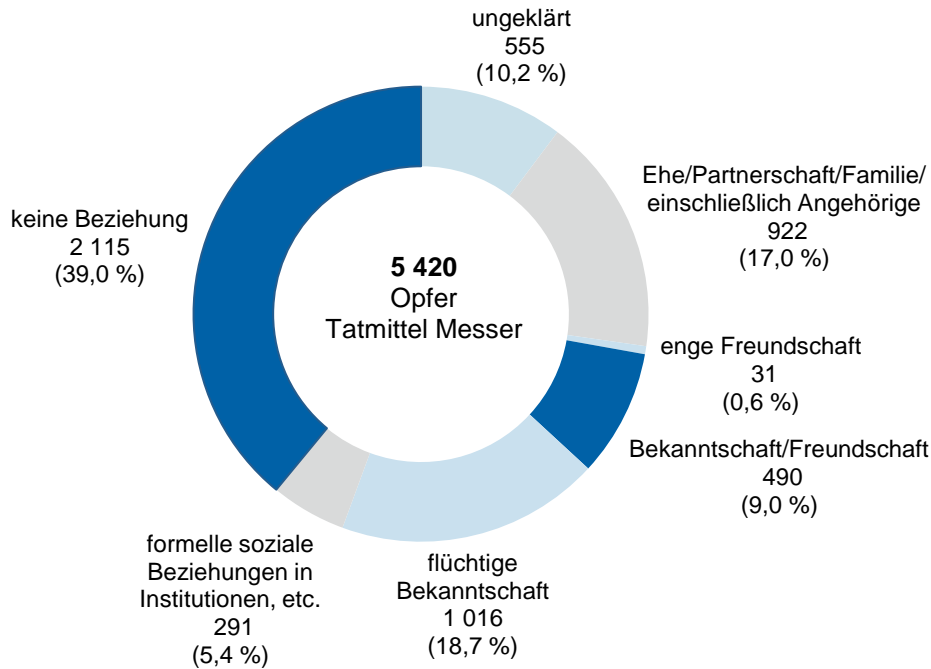 ungeklärt
555
(10,2 %)
Ehe/Partnerschaft/Familie/
einschließlich Angehörige
922
(17,0 %)
enge Freundschaft
31
(0,6 %)
Bekanntschaft/Freundschaft
490
(9,0 %)
flüchtige
Bekanntschaft
1 016
(18,7 %)
formelle soziale
Beziehungen in
Institutionen, etc.
291
(5,4 %)
keine Beziehung
2 115
(39,0 %)
5 420
Opfer
Tatmittel Messer